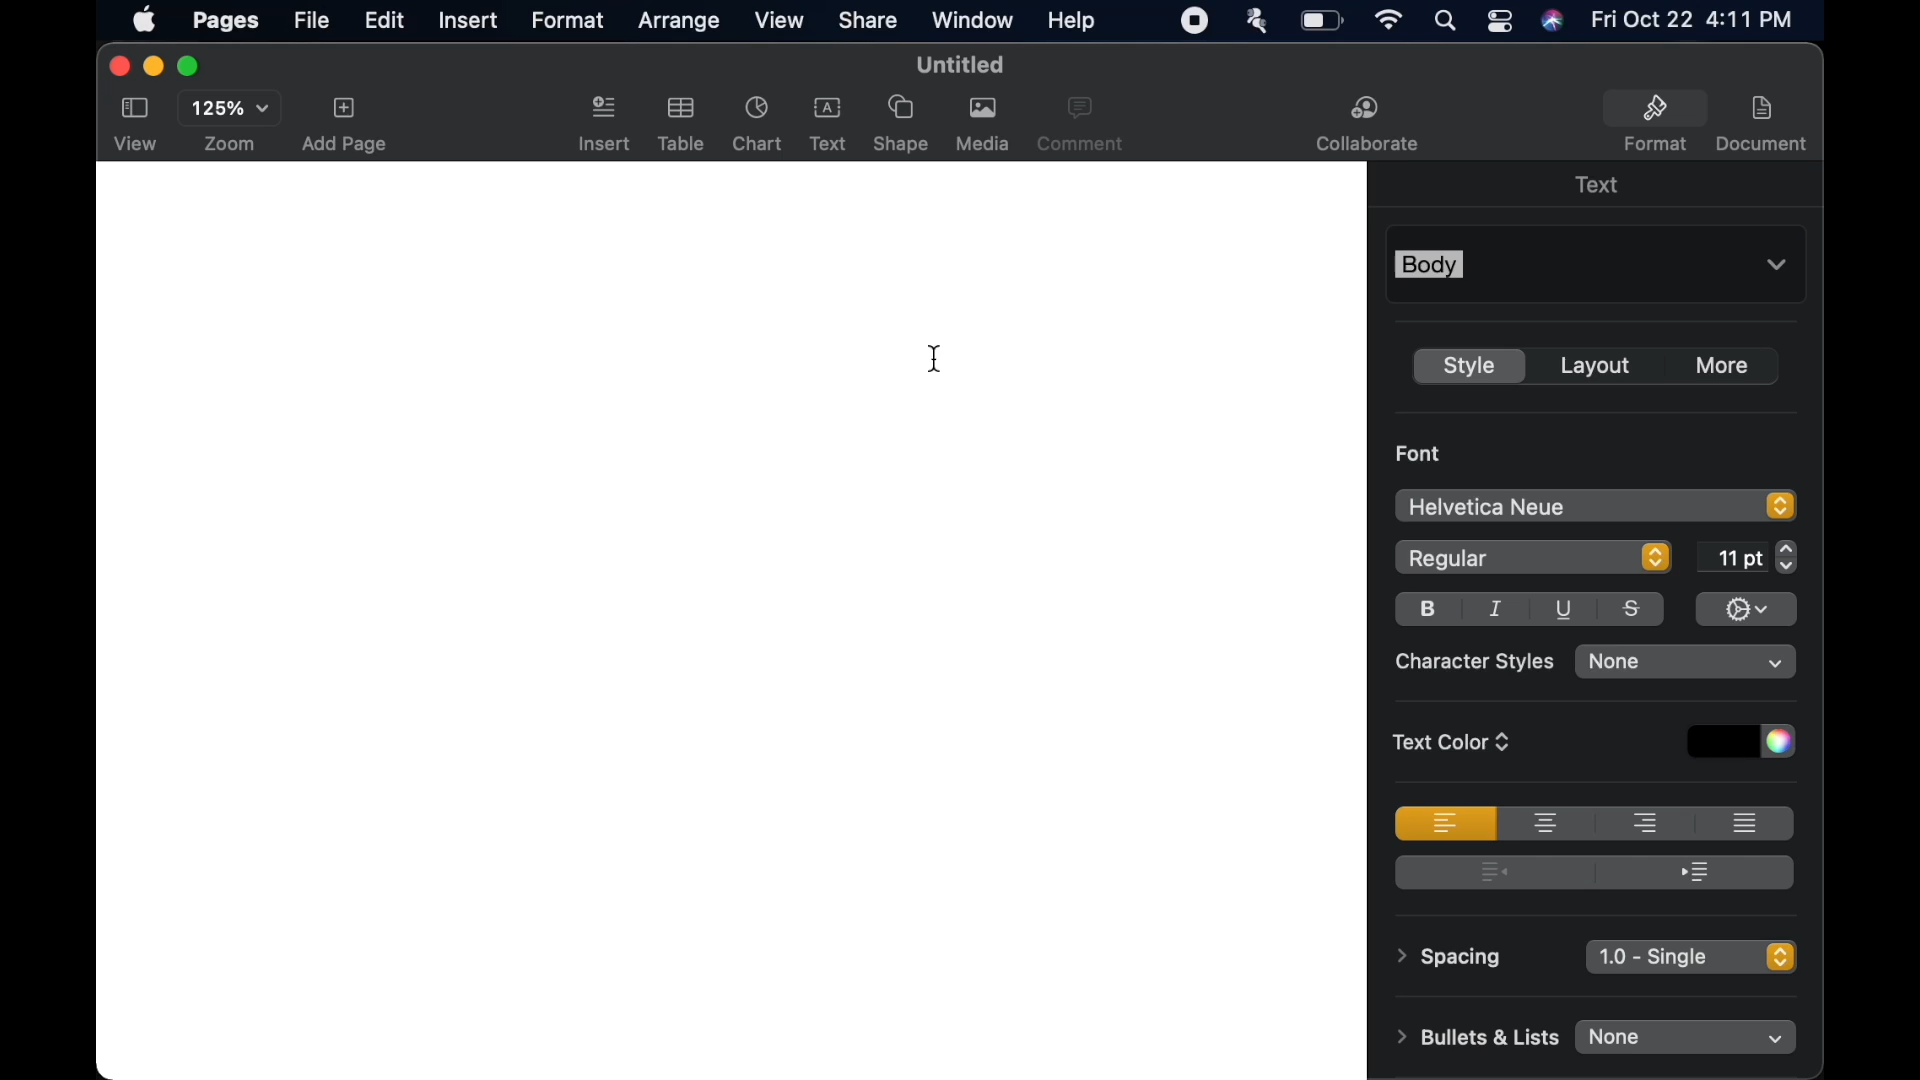 Pages File Edit Insert Format Arrange View Share Window Help Fri Oct 22 4:11 PM
Untitled
125%
View Zoom Add Page Insert Table Chart Text Shape Media Comment Collaborate Format Document
Text
Body
Style Layout More
Font
Helvetica Neue
Regular 11 pt
B I U S
Character Styles None
Text Color
Spacing 1.0 - Single
Bullets & Lists None